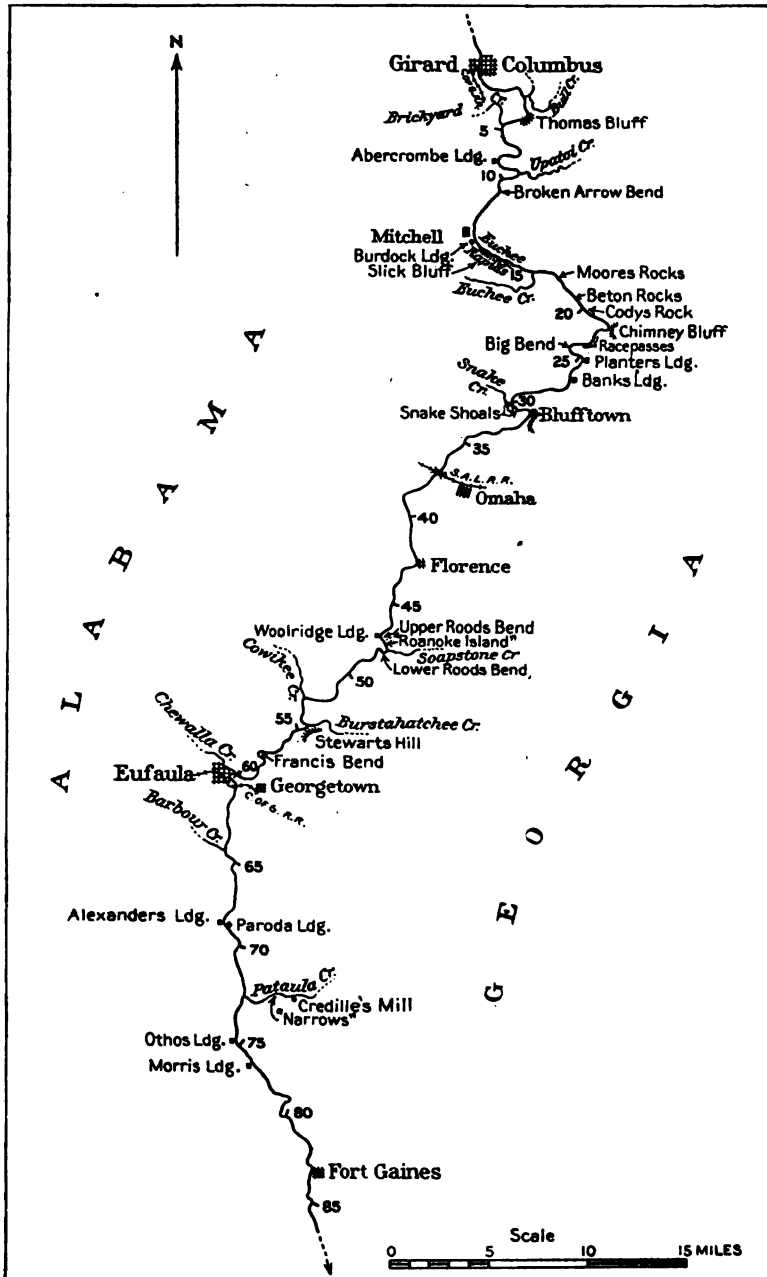 N
Girard Columbus
Bull Cr.
Brickyard Cr.
5
Thomas Bluff
Abercrombe Ldg.
Upatoi Cr.
10
Broken Arrow Bend
Mitchell
Euchee
Burdock Ldg.
Rapids
15
Slick Bluff
Moores Rocks
Euchee Cr.
Beton Rocks
20
Codys Rock
Chimney Bluff
Big Bend
Racepasses
25
Planters Ldg.
Snake Cr.
Banks Ldg.
30
Snake Shoals
Blufftown
35
S.A.L.R.R.
Omaha
40
Florence
45
Woolridge Ldg.
Upper Roods Bend
Roanoke Island"
Cowikee Cr.
Soapstone Cr
Lower Roods Bend
50
55
Burstahatchee Cr.
Chewalla Cr.
Stewarts Hill
Francis Bend
Eufaula
60
Georgetown
C. OF G. R.R.
Barbour Cr.
65
Alexanders Ldg.
Paroda Ldg.
70
Pataula Cr.
Credille's Mill
"Narrows"
Othos Ldg.
75
Morris Ldg.
80
Fort Gaines
85
ALABAMA
GEORGIA
Scale
0 5 10 15 MILES